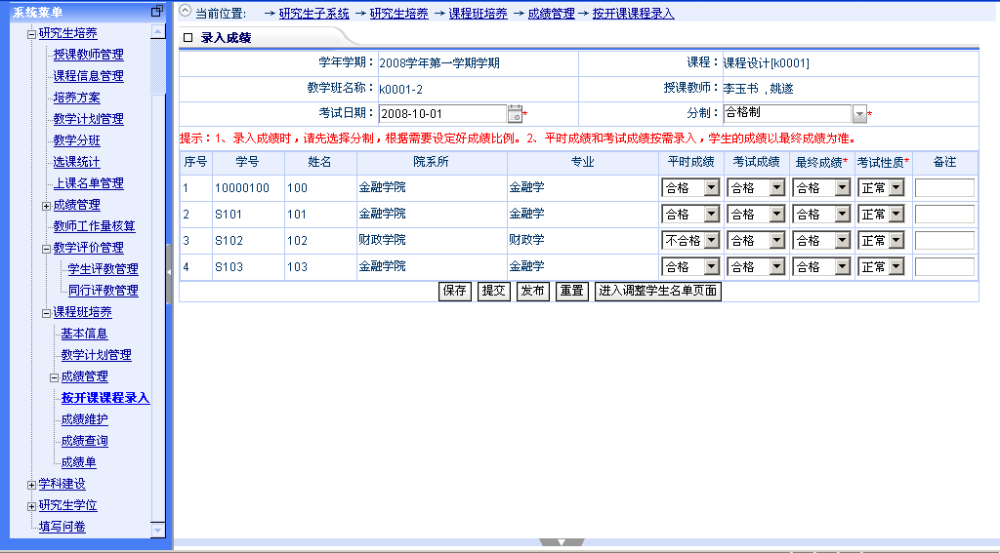 系统菜单
研究生培养
授课教师管理
课程信息管理
培养方案
教学计划管理
教学分班
选课统计
上课名单管理
成绩管理
教师工作量核算
教学评价管理
学生评教管理
同行评教管理
课程班培养
基本信息
教学计划管理
成绩管理
按开课课程录入
成绩维护
成绩查询
成绩单
学科建设
研究生学位
填写问卷
当前位置: →研究生子系统 →研究生培养 →课程班培养 →成绩管理 →按开课课程录入
录入成绩
学年学期: 2008学年第一学期学期 课程: 课程设计[k0001]
教学班名称: k0001-2 授课教师: 李玉书 ,姚遂
考试日期: 2008-10-01 * 分制: 合格制 *
提示:1、录入成绩时,请先选择分制,根据需要设定好成绩比例。2、平时成绩和考试成绩按需录入,学生的成绩以最终成绩为准。
序号 学号 姓名 院系所 专业 平时成绩 考试成绩 最终成绩* 考试性质* 备注
1 10000100 100 金融学院 金融学 合格 合格 合格 正常
2 S101 101 金融学院 金融学 合格 合格 合格 正常
3 S102 102 财政学院 财政学 不合格 合格 合格 正常
4 S103 103 金融学院 金融学 合格 合格 合格 正常
保存 提交 发布 重置 进入调整学生名单页面